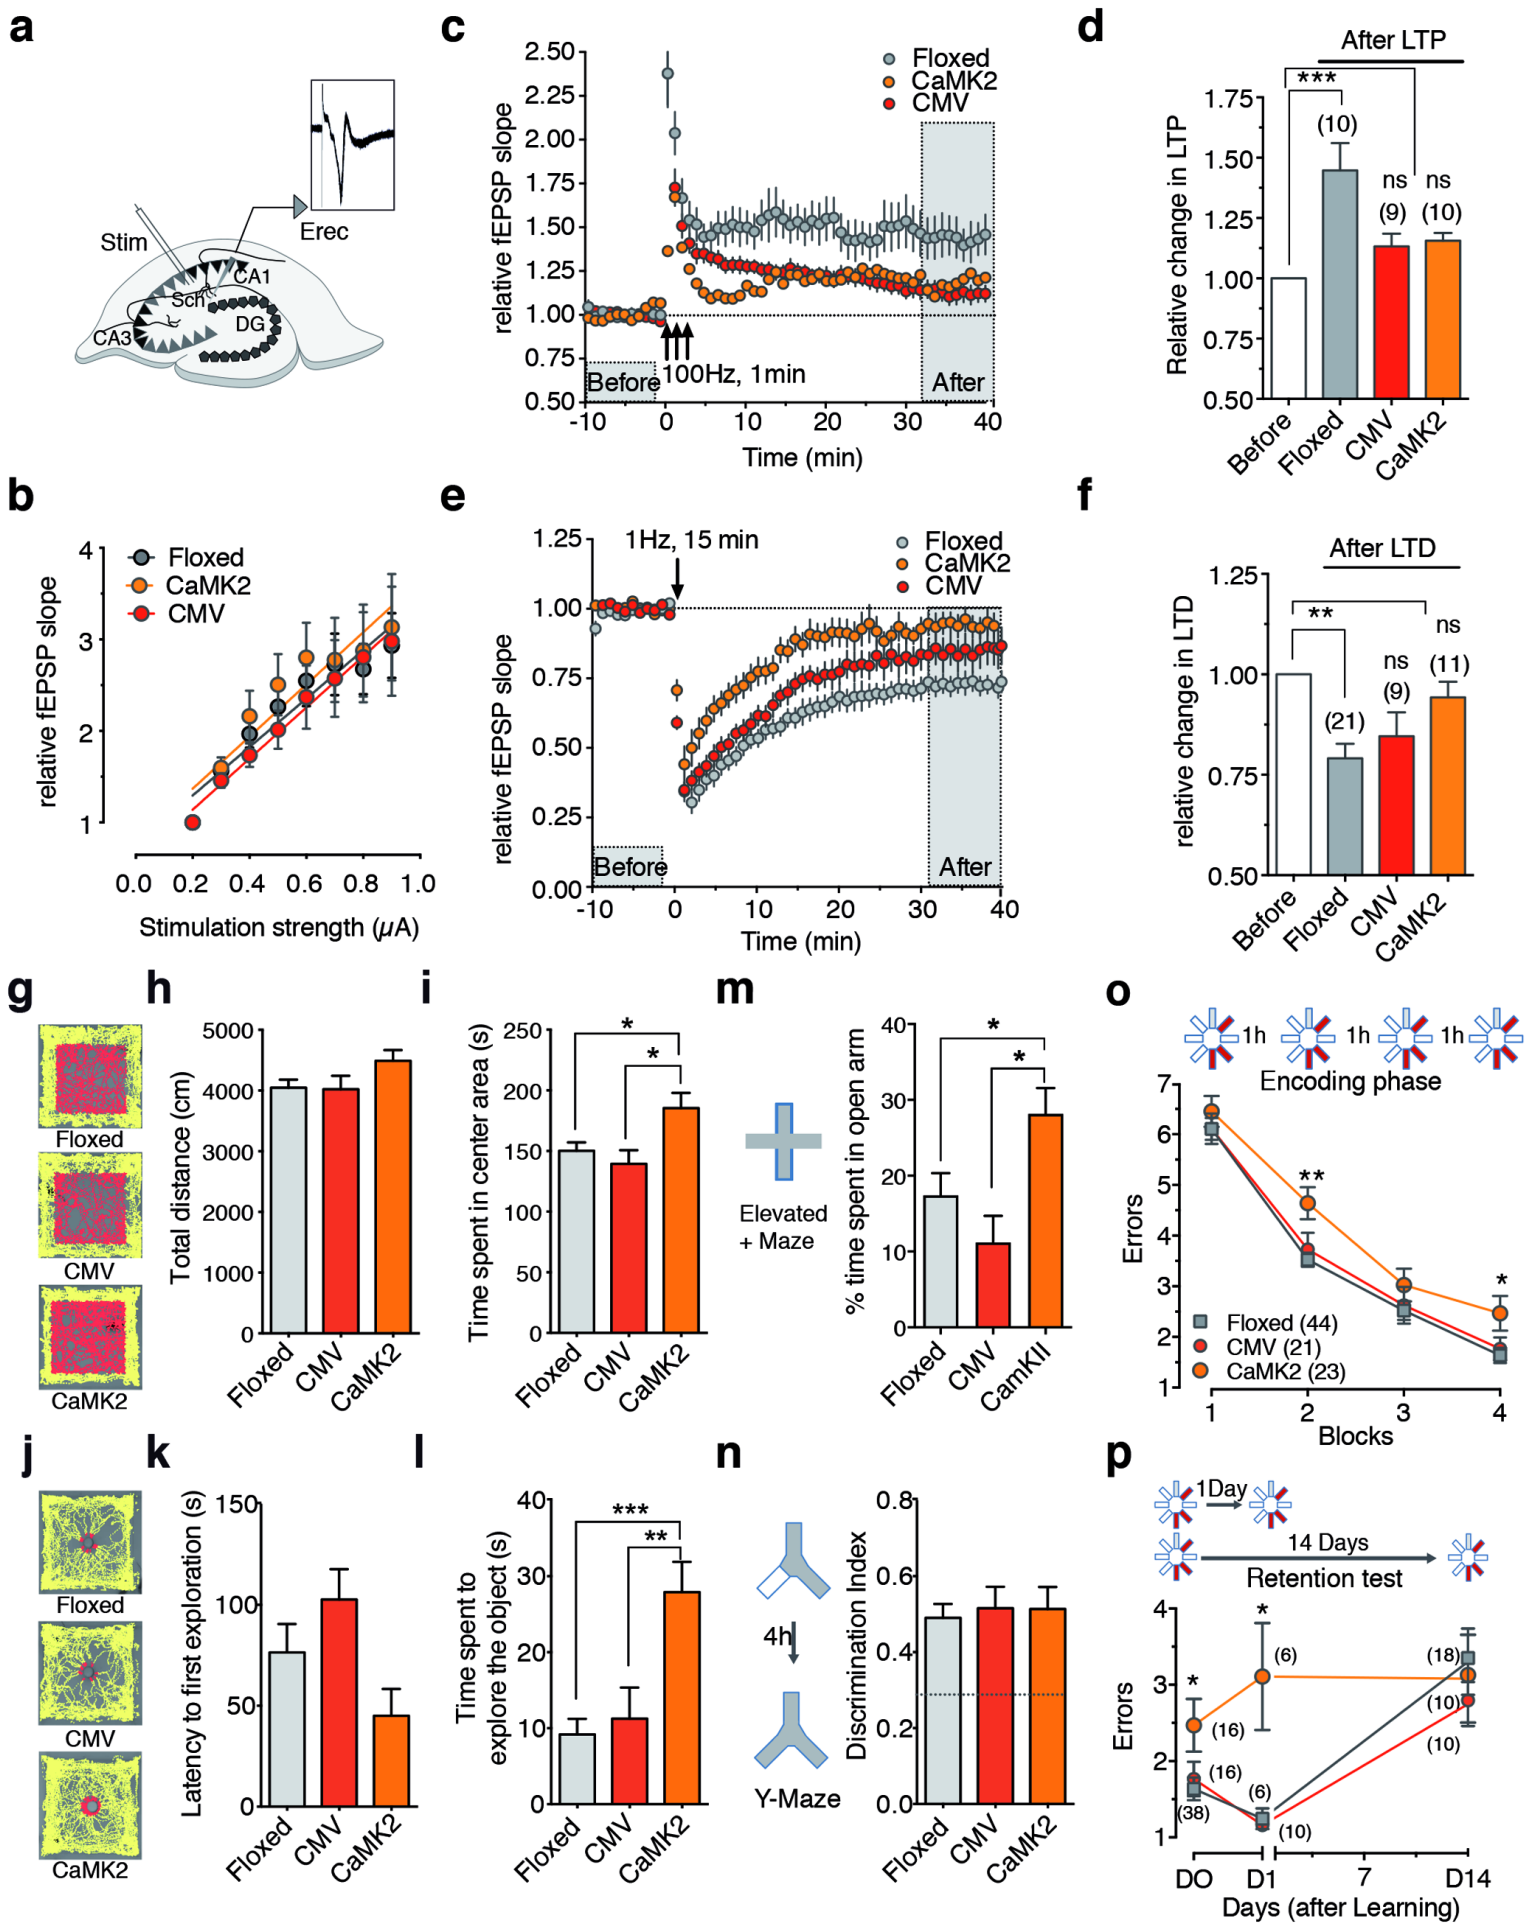 a
Stim
Erec
CA1
Sch
DG
CA3
b
4
3
2
1
relative fEPSP slope
Floxed
CaMK2
CMV
0.0 0.2 0.4 0.6 0.8 1.0
Stimulation strength (µA)
c
2.50
2.25
2.00
1.75
1.50
1.25
1.00
0.75
0.50
relative fEPSP slope
Floxed
CaMK2
CMV
Before
100Hz, 1min
After
-10 0 10 20 30 40
Time (min)
d
After LTP
***
(10)
ns
(9)
ns
(10)
1.75
1.50
1.25
1.00
0.75
0.50
Relative change in LTP
Before
Floxed
CMV
CaMK2
e
1.25
1.00
0.75
0.50
0.25
0.00
relative fEPSP slope
1Hz, 15 min
Floxed
CaMK2
CMV
Before
After
-10 0 10 20 30 40
Time (min)
f
After LTD
**
(21)
ns
(9)
ns
(11)
1.25
1.00
0.75
0.50
relative change in LTD
Before
Floxed
CMV
CaMK2
g
Floxed
CMV
CaMK2
h
5000
4000
3000
2000
1000
0
Total distance (cm)
Floxed
CMV
CaMK2
i
250
200
150
100
50
0
Time spent in center area (s)
*
*
Floxed
CMV
CaMK2
m
Elevated
+ Maze
40
30
20
10
0
% time spent in open arm
*
*
Floxed
CMV
CamKII
o
1h 1h 1h
Encoding phase
7
6
5
4
3
2
1
Errors
**
*
Floxed (44)
CMV (21)
CaMK2 (23)
1 2 3 4
Blocks
j
Floxed
CMV
CaMK2
k
150
100
50
0
Latency to first exploration (s)
Floxed
CMV
CaMK2
l
40
30
20
10
0
Time spent to
explore the object (s)
***
**
Floxed
CMV
CaMK2
n
4h
Y-Maze
0.8
0.6
0.4
0.2
0.0
Discrimination Index
Floxed
CMV
CaMK2
p
1Day
14 Days
Retention test
4
3
2
1
Errors
*
*
(16)
(16)
(38)
(6)
(6)
(10)
(18)
(10)
(10)
DO D1 7 D14
Days (after Learning)